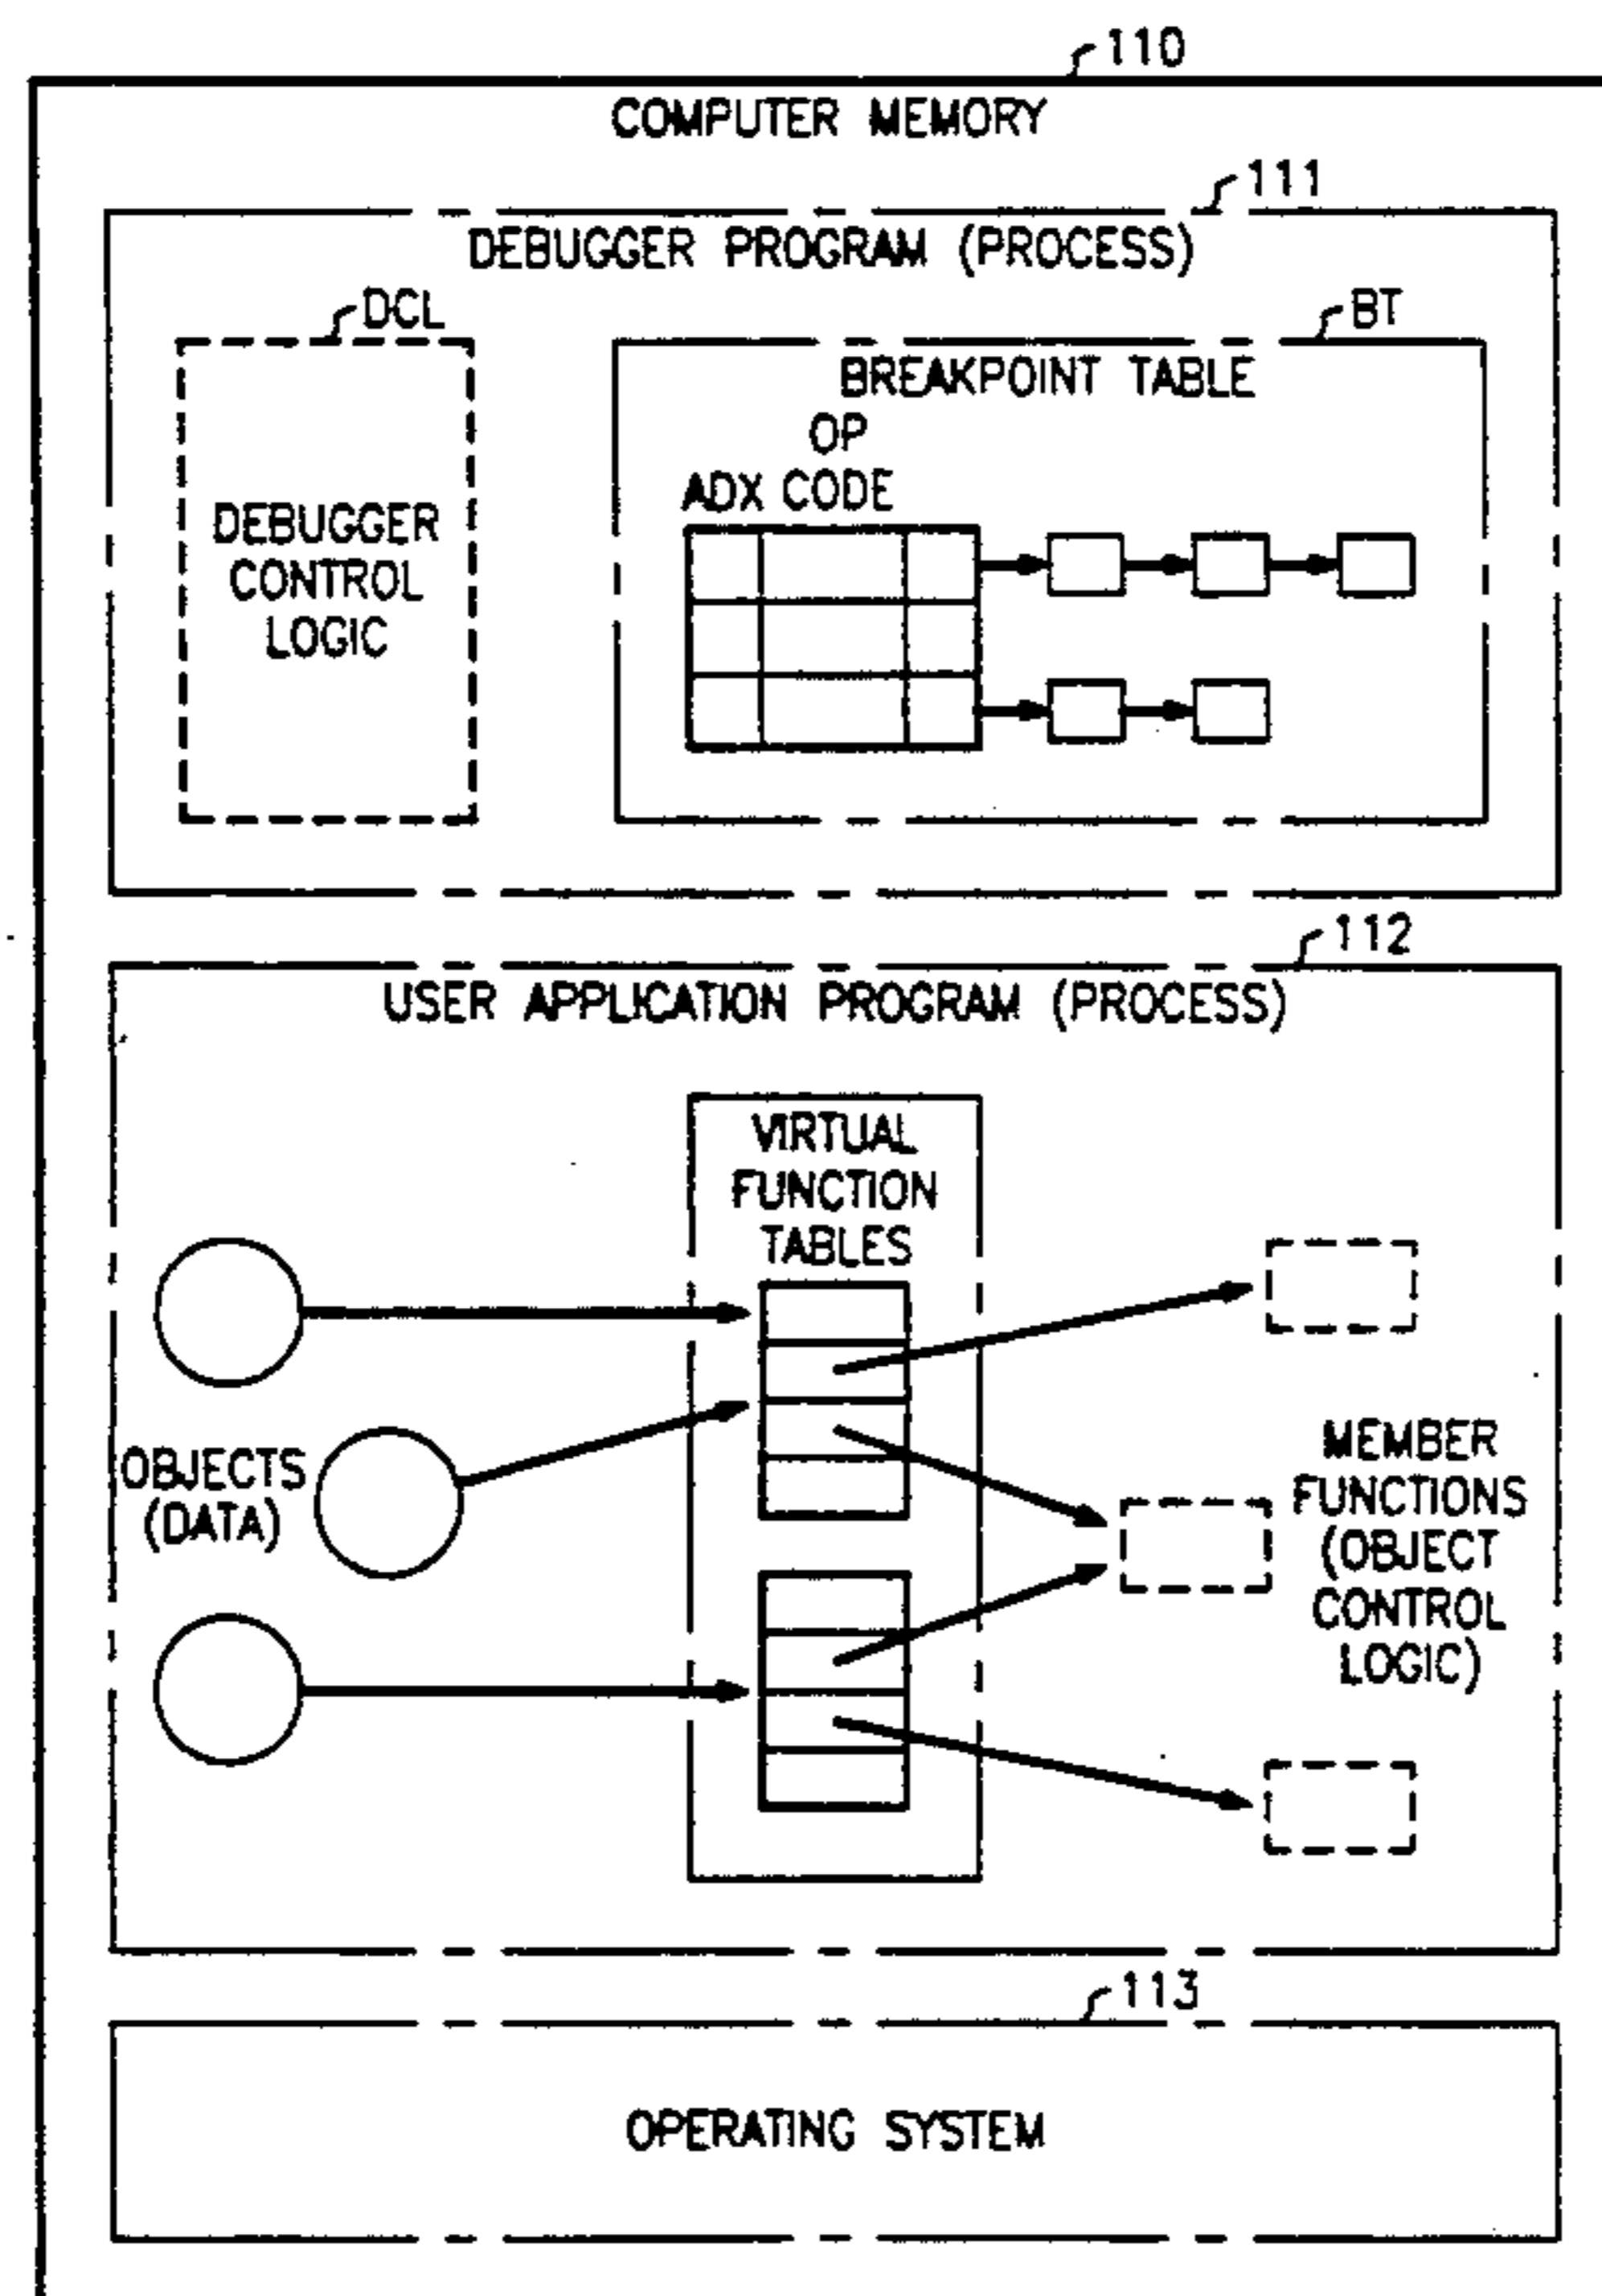 110
COMPUTER MEMORY
111
DEBUGGER PROGRAM (PROCESS)
DCL
BT
DEBUGGER
CONTROL
LOGIC
BREAKPOINT TABLE
OP
ADX CODE
112
USER APPLICATION PROGRAM (PROCESS)
VIRTUAL
FUNCTION
TABLES
OBJECTS
(DATA)
MEMBER
FUNCTIONS
(OBJECT
CONTROL
LOGIC)
113
OPERATING SYSTEM